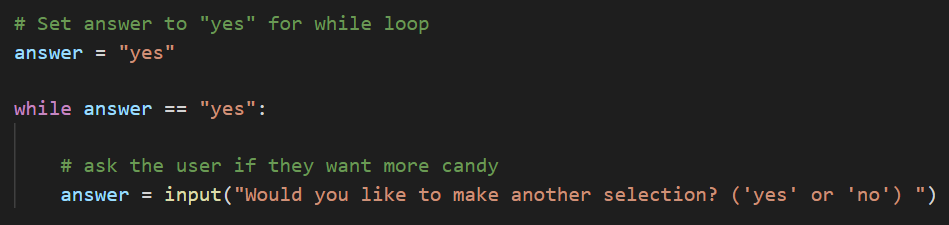 # Set answer to "yes" for while loop
answer = "yes"
while answer == "yes":
# ask the user if they want more candy
answer = input("Would you like to make another selection? ('yes' or 'no') ")